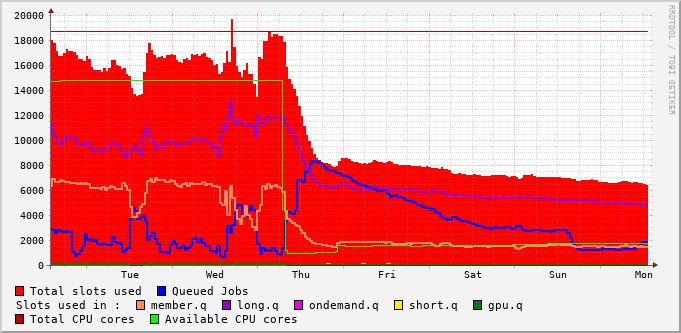 20000
18000
16000
14000
12000
10000
8000
6000
4000
2000
0
Tue Wed Thu Fri Sat Sun Mon
Total slots used Queued Jobs
Slots used in : member.q long.q ondemand.q short.q gpu.q
Total CPU cores Available CPU cores
RRDTOOL / TOBI OETIKER